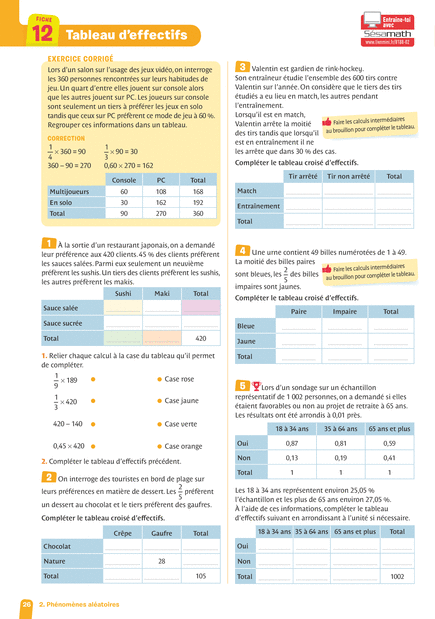 FICHE
12
Tableau d'effectifs
Entraîne-toi
avec
Sésamath
EXERCICE CORRIGÉ
Lors d'un salon sur l'usage des jeux vidéo, on interroge
les 360 personnes rencontrées sur leurs habitudes de
jeu. Un quart d'entre elles jouent sur console alors
que les autres jouent sur PC. Les joueurs sur console
sont seulement un tiers à préférer les jeux en solo
tandis que ceux sur PC préfèrent ce mode de jeu à 60 %.
Regrouper ces informations dans un tableau.
CORRECTION
1/4 × 360 = 90 1/3 × 90 = 30
360 – 90 = 270 0,60 × 270 = 162
Console PC Total
Multijoueurs 60 108 168
En solo 30 162 192
Total 90 270 360
1 À la sortie d'un restaurant japonais, on a demandé
leur préférence aux 420 clients. 45 % des clients préfèrent
les sauces salées. Parmi eux seulement un neuvième
préfèrent les sushis. Un tiers des clients préfèrent les sushis,
les autres préfèrent les makis.
Sushi Maki Total
Sauce salée
Sauce sucrée
Total 420
1. Relier chaque calcul à la case du tableau qu'il permet
de compléter.
1/9 × 189 Case rose
1/3 × 420 Case jaune
420 – 140 Case verte
0,45 × 420 Case orange
2. Compléter le tableau d'effectifs précédent.
2 On interroge des touristes en bord de plage sur
leurs préférences en matière de dessert. Les 2/5 préfèrent
un dessert au chocolat et le tiers préfèrent des gaufres.
Compléter le tableau croisé d'effectifs.
Crêpe Gaufre Total
Chocolat
Nature 28
Total 105
3 Valentin est gardien de rink-hockey.
Son entraîneur étudie l'ensemble des 600 tirs contre
Valentin sur l'année. On considère que le tiers des tirs
étudiés a eu lieu en match, les autres pendant
l'entraînement.
Lorsqu'il est en match,
Valentin arrête la moitié
des tirs tandis que lorsqu'il
est en entraînement il ne
les arrête que dans 30 % des cas.
Faire les calculs intermédiaires
au brouillon pour compléter le tableau.
Compléter le tableau croisé d'effectifs.
Tir arrêté Tir non arrêté Total
Match
Entraînement
Total
4 Une urne contient 49 billes numérotées de 1 à 49.
La moitié des billes paires
sont bleues, les 2/5 des billes
impaires sont jaunes.
Faire les calculs intermédiaires
au brouillon pour compléter le tableau.
Compléter le tableau croisé d'effectifs.
Paire Impaire Total
Bleue
Jaune
Total
5 Lors d'un sondage sur un échantillon
représentatif de 1 002 personnes, on a demandé si elles
étaient favorables ou non au projet de retraite à 65 ans.
Les résultats ont été arrondis à 0,01 près.
18 à 34 ans 35 à 64 ans 65 ans et plus
Oui 0,87 0,81 0,59
Non 0,13 0,19 0,41
Total 1 1 1
Les 18 à 34 ans représentent environ 25,05 %
l'échantillon et les plus de 65 ans environ 27,05 %.
À l'aide de ces informations, compléter le tableau
d'effectifs suivant en arrondissant à l'unité si nécessaire.
18 à 34 ans 35 à 64 ans 65 ans et plus Total
Oui
Non
Total 1002
26 2. Phénomènes aléatoires